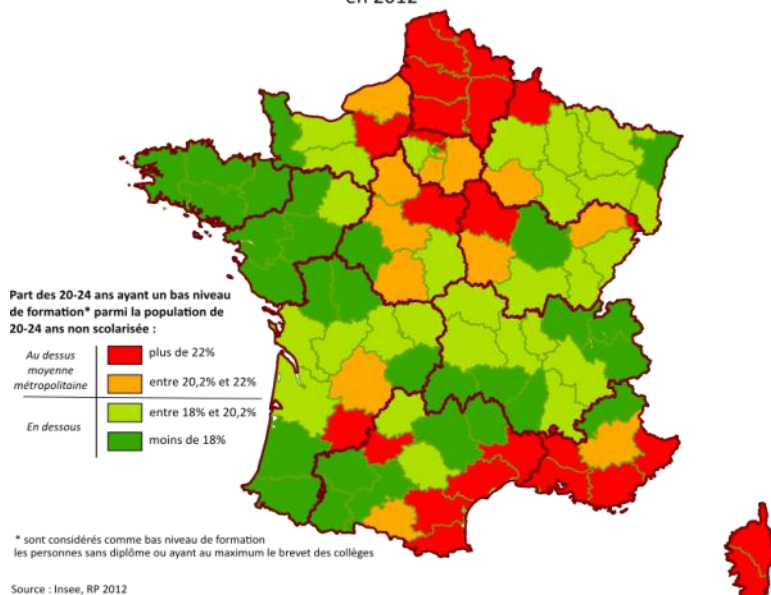 en 2012
Part des 20-24 ans ayant un bas niveau
de formation* parmi la population de
20-24 ans non scolarisée :
Au dessus
moyenne
métropolitaine
plus de 22%
entre 20,2% et 22%
En dessous
entre 18% et 20,2%
moins de 18%
* sont considérés comme bas niveau de formation
les personnes sans diplôme ou ayant au maximum le brevet des collèges
Source : Insee, RP 2012